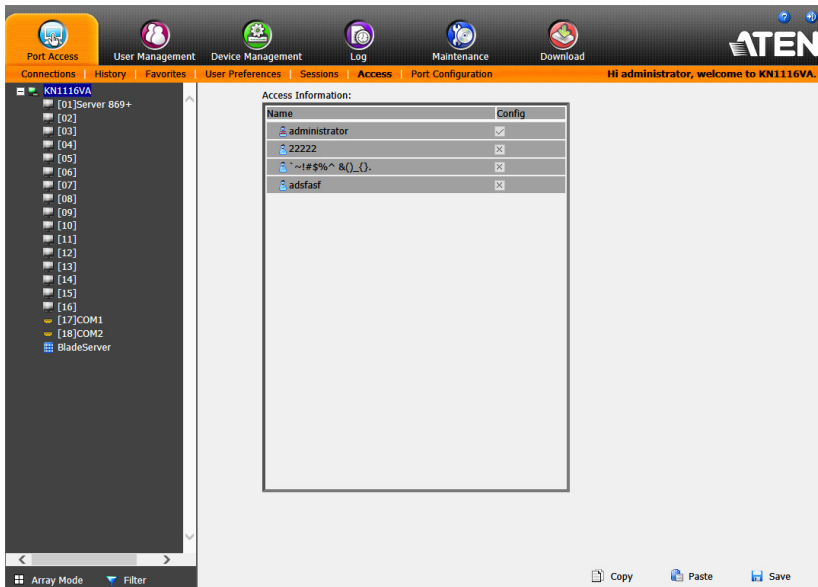 ATEN
Port Access
User Management
Device Management
Log
Maintenance
Download
Connections
History
Favorites
User Preferences
Sessions
Access
Port Configuration
Hi administrator, welcome to KN1116VA.
KN1116VA
[01]Server 869+
[02]
[03]
[04]
[05]
[06]
[07]
[08]
[09]
[10]
[11]
[12]
[13]
[14]
[15]
[16]
[17]COM1
[18]COM2
BladeServer
Array Mode
Filter
Access Information:
Name Config
administrator
22222
`~!#$%^ &()_{}.
adsfasf
Copy
Paste
Save